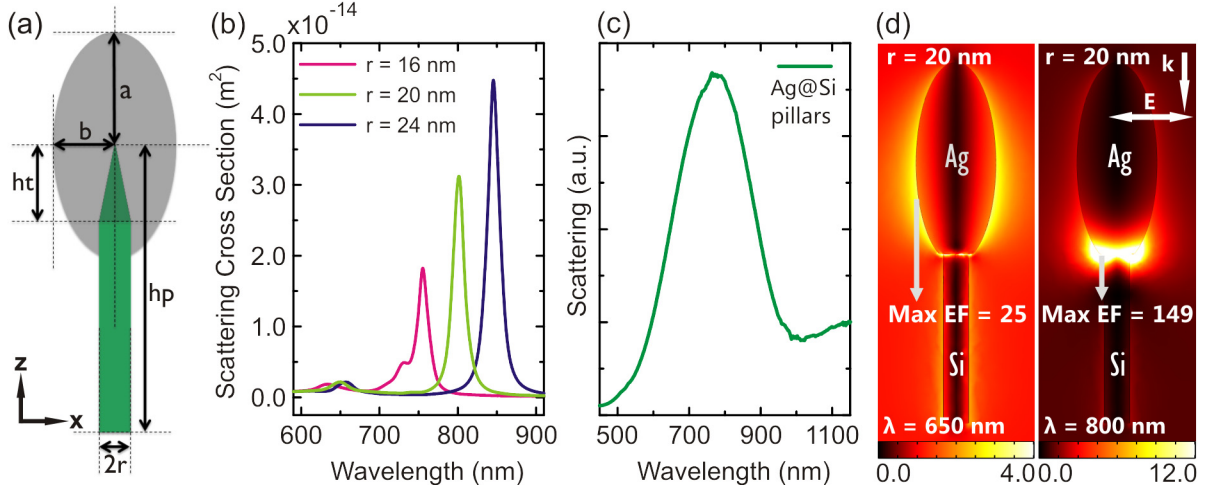 (a)
a
b
ht
hp
z
x
2r
(b)
×10⁻¹⁴
Scattering Cross Section (m²)
5.0
4.0
3.0
2.0
1.0
0.0
r = 16 nm
r = 20 nm
r = 24 nm
600 700 800 900
Wavelength (nm)
(c)
Scattering (a.u.)
Ag@Si
pillars
500 700 900 1100
Wavelength (nm)
(d)
r = 20 nm
Ag
Max EF = 25
Si
λ = 650 nm
0.0 4.0
r = 20 nm
k
E
Ag
Max EF = 149
Si
λ = 800 nm
0.0 12.0